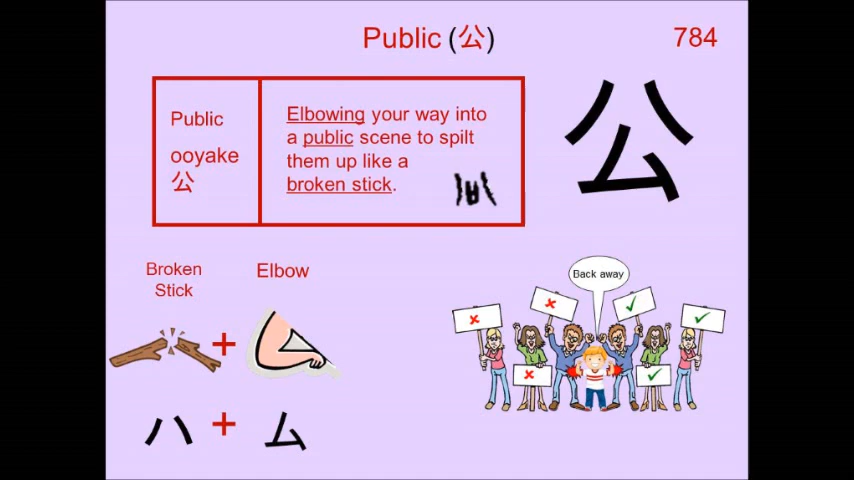 Public (公)
784
Public
ooyake
公
Elbowing your way into
a public scene to spilt
them up like a
broken stick.
公
Broken
Stick
Elbow
Back away
+
+
ハ + ム